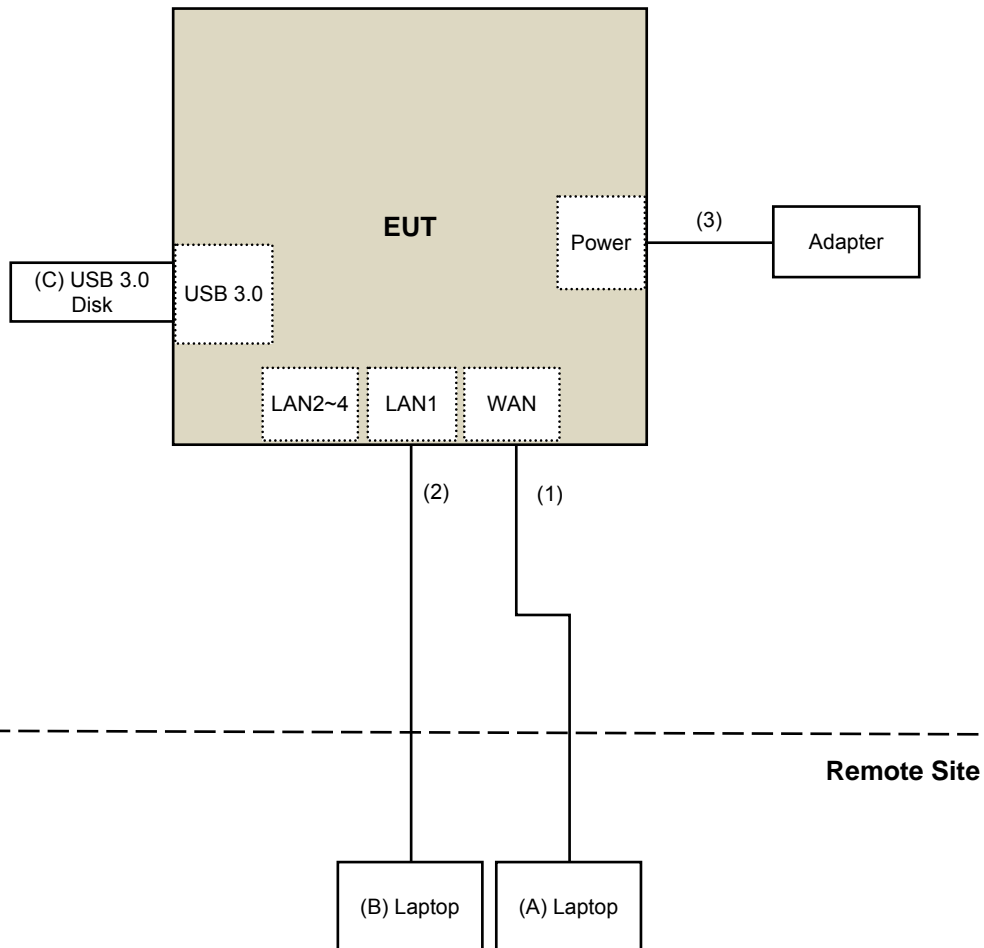 EUT
Power
(3)
Adapter
(C) USB 3.0
Disk
USB 3.0
LAN2~4
LAN1
WAN
(2)
(1)
Remote Site
(B) Laptop
(A) Laptop